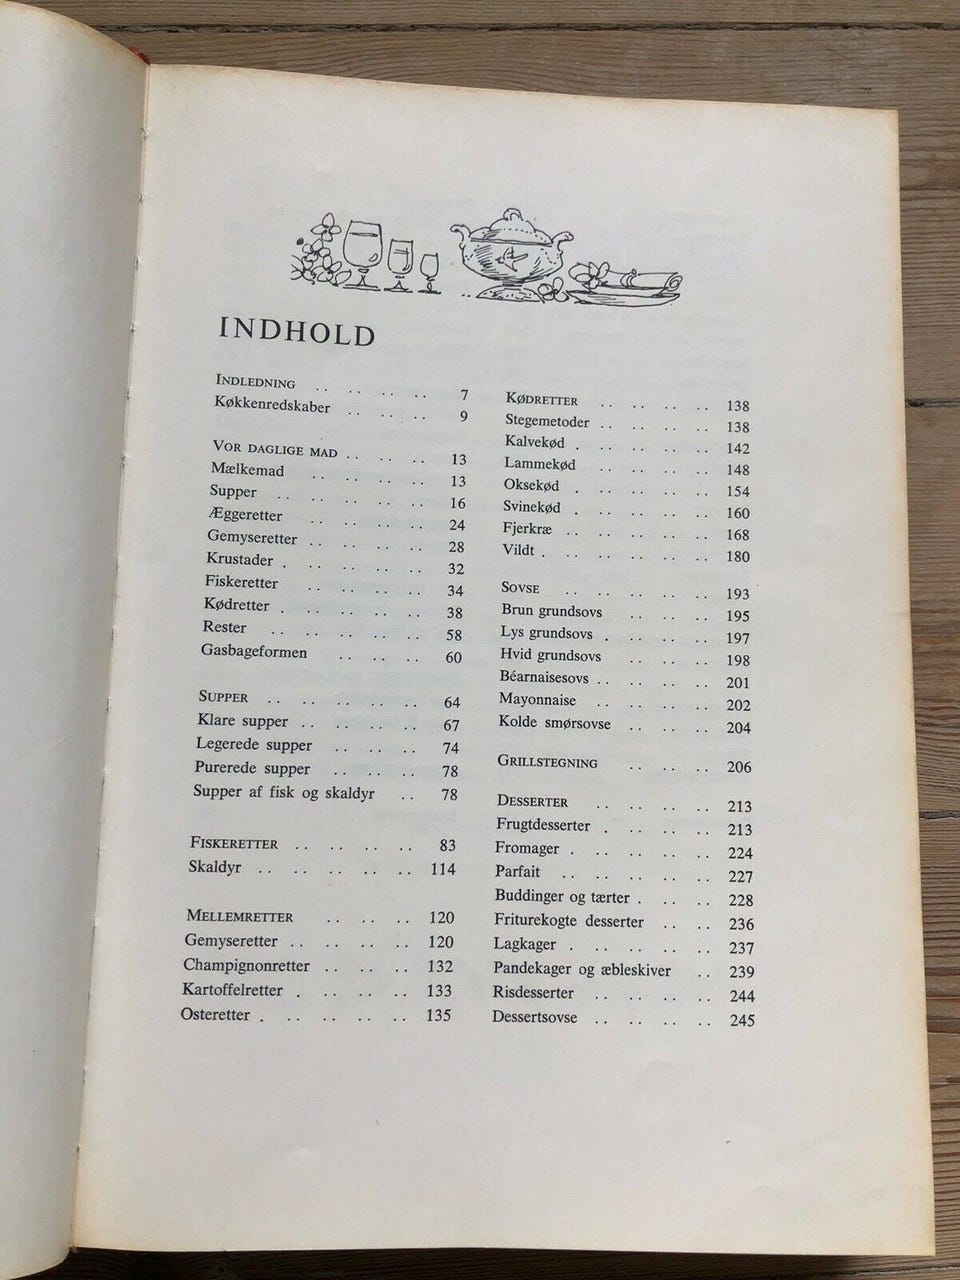 INDHOLD
INDLEDNING .. .. .. .. 7
Køkkenredskaber .. .. .. 9
VOR DAGLIGE MAD .. .. .. 13
Mælkemad .. .. .. .. 13
Supper .. .. .. .. .. 16
Æggeretter .. .. .. .. 24
Gemyseretter .. .. .. .. 28
Krustader . .. .. .. .. 32
Fiskeretter .. .. .. .. 34
Kødretter . .. .. .. .. 38
Rester .. .. .. .. .. 58
Gasbageformen .. .. .. 60
SUPPER .. .. .. .. .. 64
Klare supper .. .. .. .. 67
Legerede supper .. .. .. 74
Purerede supper .. .. .. 78
Supper af fisk og skaldyr .. 78
FISKERETTER .. .. .. .. 83
Skaldyr .. .. .. .. .. 114
MELLEMRETTER .. .. .. 120
Gemyseretter .. .. .. .. 120
Champignonretter .. .. .. 132
Kartoffelretter . .. .. .. 133
Osteretter . .. .. .. .. 135
KØDRETTER .. .. .. .. 138
Stegemetoder .. .. .. .. 138
Kalvekød . .. .. .. .. 142
Lammekød .. .. .. .. 148
Oksekød . .. .. .. .. 154
Svinekød . .. .. .. .. 160
Fjerkræ .. .. .. .. .. 168
Vildt . .. .. .. .. .. 180
SOVSE .. .. .. .. .. 193
Brun grundsovs .. .. .. 195
Lys grundsovs . .. .. .. 197
Hvid grundsovs .. .. .. 198
Béarnaisesovs .. .. .. .. 201
Mayonnaise .. .. .. .. 202
Kolde smørsovse .. .. .. 204
GRILLSTEGNING .. .. .. 206
DESSERTER .. .. .. .. 213
Frugtdesserter . .. .. .. 213
Fromager . .. .. .. .. 224
Parfait .. .. .. .. .. 227
Buddinger og tærter . .. .. 228
Friturekogte desserter .. .. 236
Lagkager . .. .. .. .. 237
Pandekager og æbleskiver .. 239
Risdesserter .. .. .. .. 244
Dessertsovse .. .. .. .. 245